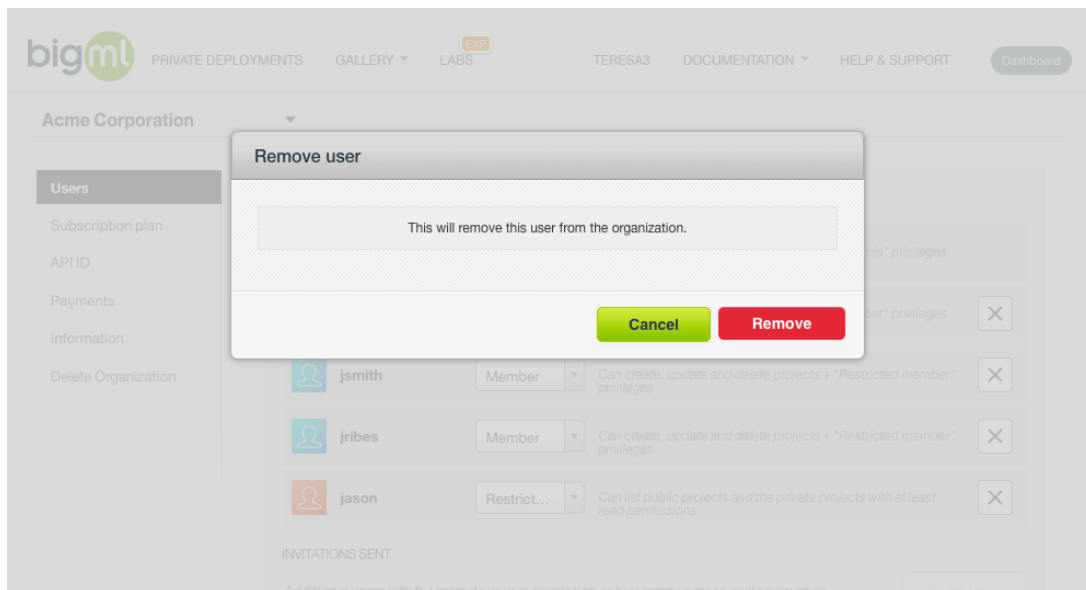 bigml
PRIVATE DEPLOYMENTS GALLERY LABS EXP TERESA3 DOCUMENTATION HELP & SUPPORT Dashboard
Acme Corporation
Remove user
This will remove this user from the organization.
Cancel Remove
Users
Subscription plan
API ID
Payments
Information
Delete Organization
privileges
privileges
jsmith Member Can create, update and delete projects + "Restricted member"
privileges
jribes Member Can create, update and delete projects + "Restricted member"
privileges
jason Restrict... Can list public projects and the private projects with at least
read permissions
INVITATIONS SENT